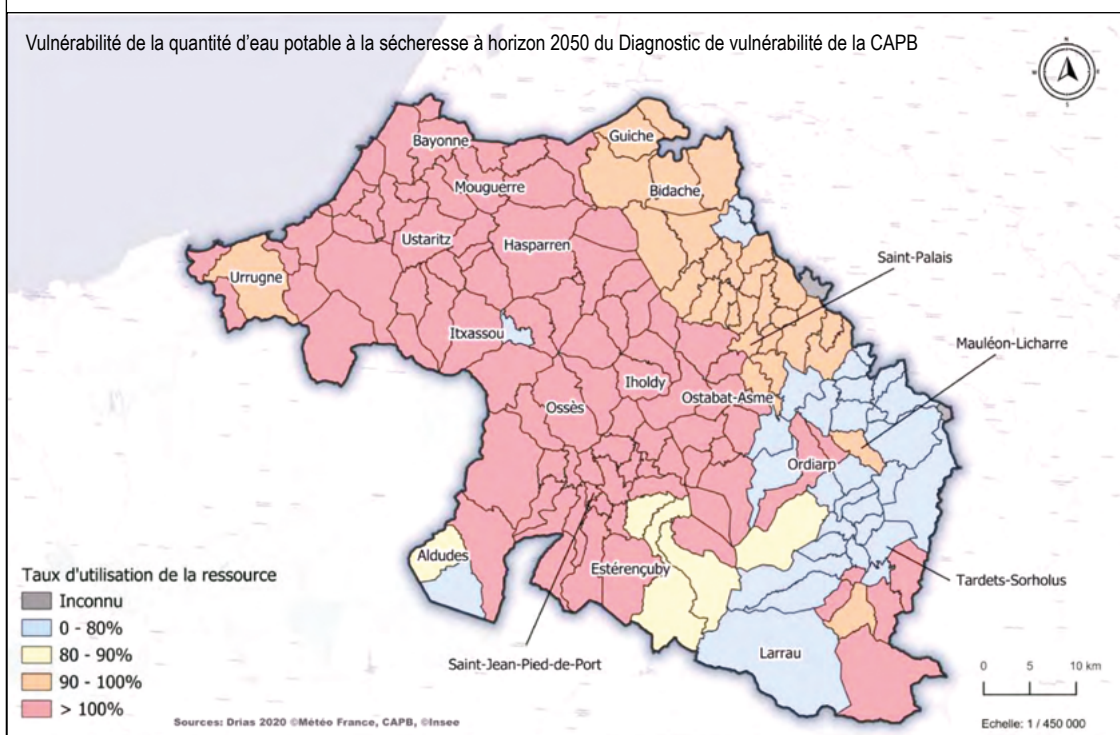 Vulnérabilité de la quantité d'eau potable à la sécheresse à horizon 2050 du Diagnostic de vulnérabilité de la CAPB
N
O
E
S
Guiche
Bayonne
Bidache
Mouguerre
Ustaritz
Hasparren
Saint-Palais
Urrugne
Itxassou
Mauléon-Licharre
Iholdy
Ostabat-Asme
Ossès
Ordiarp
Aldudes
Estérençuby
Tardets-Sorholus
Larrau
Saint-Jean-Pied-de-Port
Taux d'utilisation de la ressource
Inconnu
0 - 80%
80 - 90%
90 - 100%
> 100%
0 5 10 km
Echelle: 1 / 450 000
Sources: Drias 2020 ©Météo France, CAPB, ©Insee